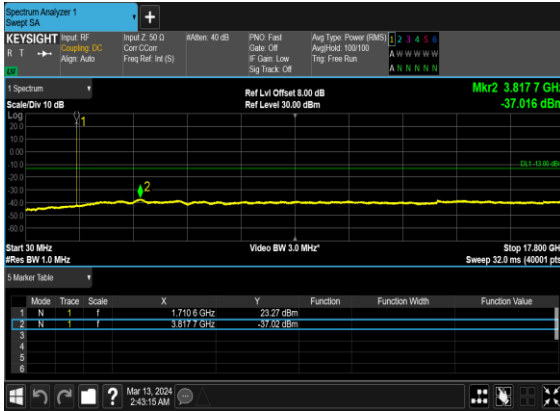 Spectrum Analyzer 1
Swept SA
+
KEYSIGHT
R T
Input: RF
Coupling: DC
Align: Auto
Input Z: 50 Ω
Corr CCorr
Freq Ref: Int (S)
#Atten: 40 dB
PNO: Fast
Gate: Off
IF Gain: Low
Sig Track: Off
Avg Type: Power (RMS)
Avg|Hold: 100/100
Trig: Free Run
1 2 3 4 5 6
A W W W W W
A N N N N N
1 Spectrum
Scale/Div 10 dB
Ref Lvl Offset 8.00 dB
Ref Level 30.00 dBm
Mkr2 3.817 7 GHz
-37.016 dBm
Log
20.0
10.0
0.00
-10.0
-20.0
-30.0
-40.0
-50.0
-60.0
1
2
DL1 -13.00 dBm
Start 30 MHz
#Res BW 1.0 MHz
Video BW 3.0 MHz*
Stop 17.800 GHz
Sweep 32.0 ms (40001 pts)
5 Marker Table
Mode Trace Scale X Y Function Function Width Function Value
1 N 1 f 1.710 6 GHz 23.27 dBm
2 N 1 f 3.817 7 GHz -37.02 dBm
3
4
5
6
?
Mar 13, 2024
2:43:15 AM